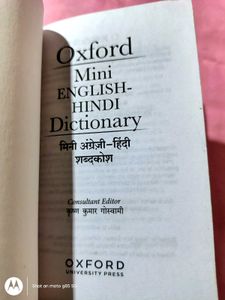 Oxford
Mini
ENGLISH-
HINDI
Dictionary
मिनी अंग्रेज़ी–हिंदी
शब्दकोश
Consultant Editor
कृष्ण कुमार गोस्वामी
OXFORD
UNIVERSITY PRESS
Shot on moto g85 5G